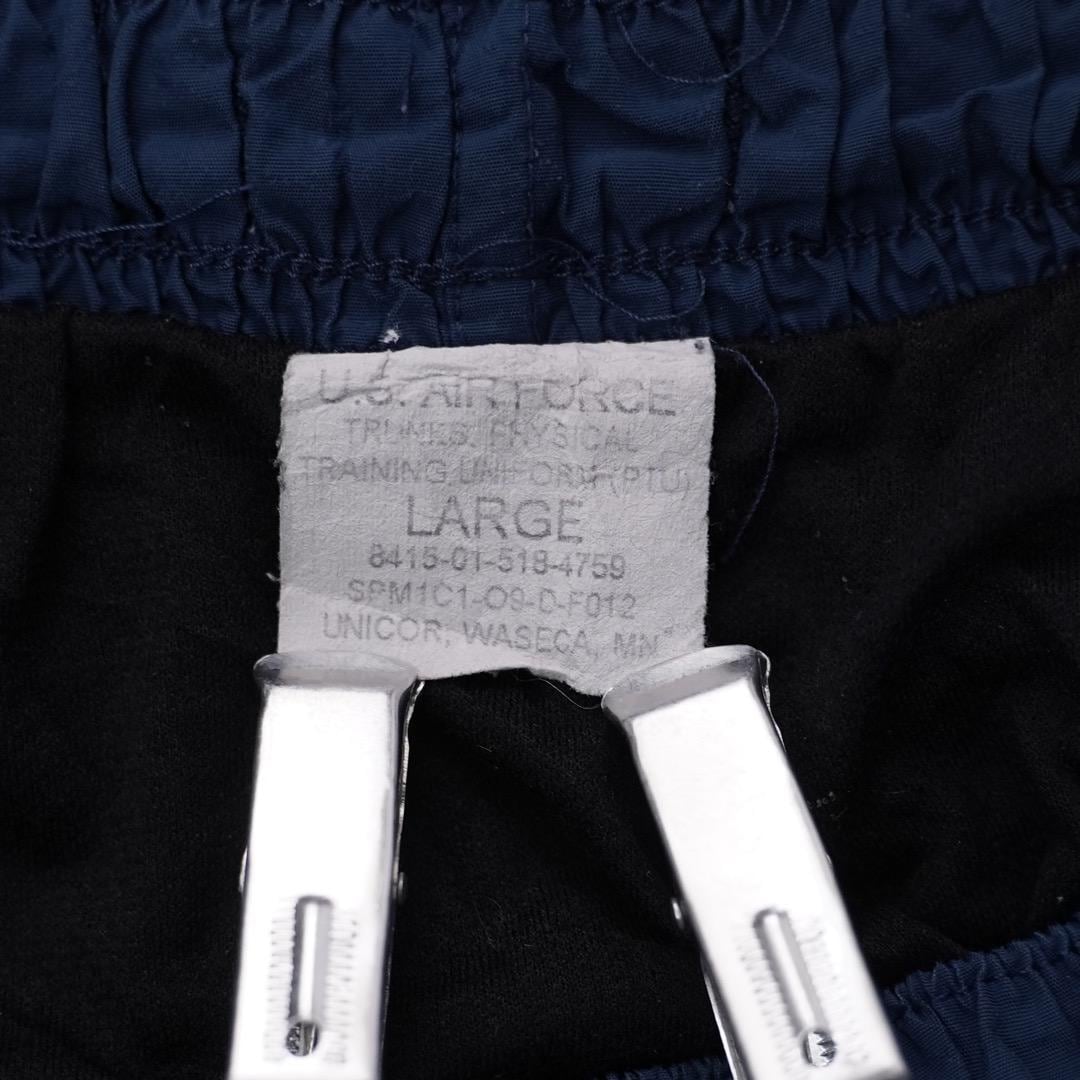 U.S. AIR FORCE
TRUNKS, PHYSICAL
TRAINING UNIFORM (PTU)
LARGE
8415-01-518-4759
SPM1C1-09-D-F012
UNICOR, WASECA, MN